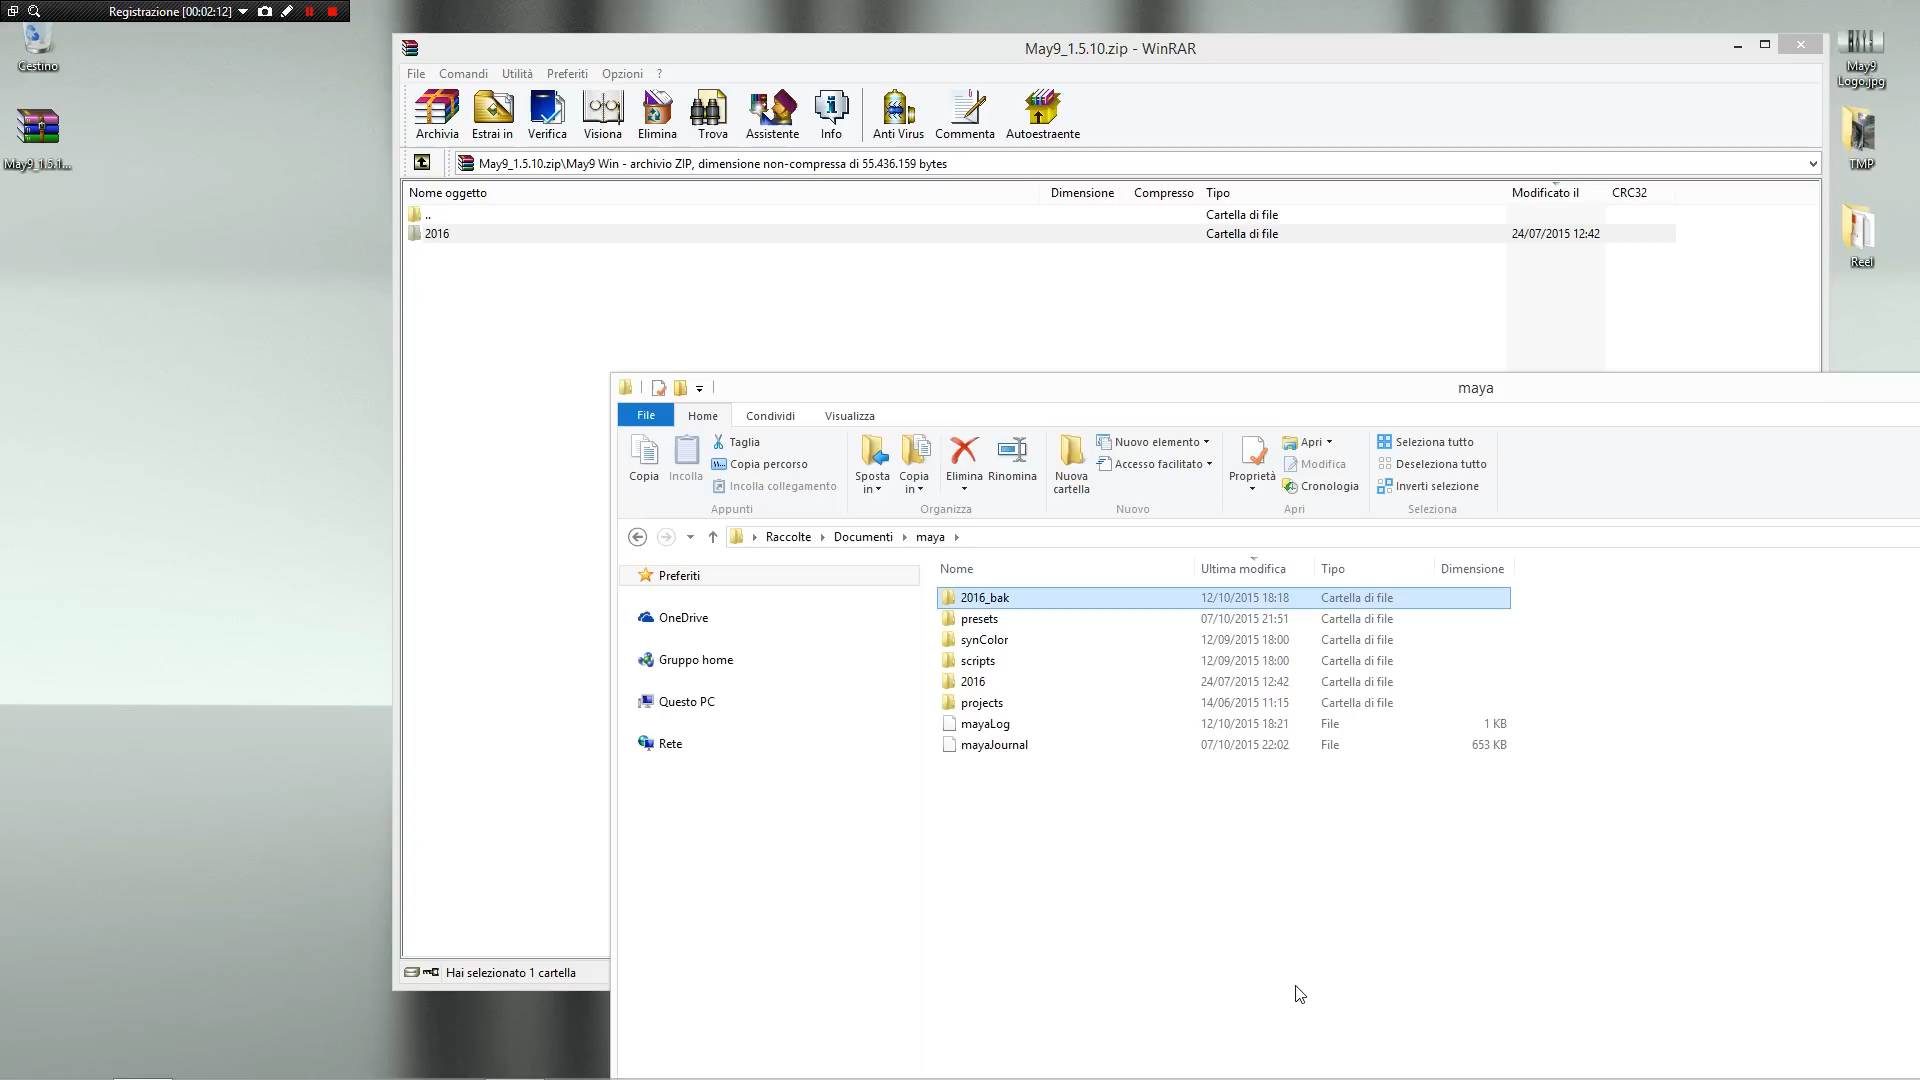 Registrazione [00:02:12]
Cestino
May9_1.5.1...
May9
Logo.jpg
TMP
Reel
May9_1.5.10.zip - WinRAR
File Comandi Utilità Preferiti Opzioni ?
Archivia Estrai in Verifica Visiona Elimina Trova Assistente Info Anti Virus Commenta Autoestraente
May9_1.5.10.zip\May9 Win - archivio ZIP, dimensione non-compressa di 55.436.159 bytes
Nome oggetto Dimensione Compresso Tipo Modificato il CRC32
.. Cartella di file
2016 Cartella di file 24/07/2015 12:42
Hai selezionato 1 cartella
maya
File Home Condividi Visualizza
Copia Incolla Taglia Copia percorso Incolla collegamento
Sposta in Copia in Elimina Rinomina
Nuova cartella Nuovo elemento Accesso facilitato
Proprietà Apri Modifica Cronologia
Seleziona tutto Deseleziona tutto Inverti selezione
Appunti Organizza Nuovo Apri Seleziona
Raccolte Documenti maya
Preferiti
OneDrive
Gruppo home
Questo PC
Rete
Nome Ultima modifica Tipo Dimensione
2016_bak 12/10/2015 18:18 Cartella di file
presets 07/10/2015 21:51 Cartella di file
synColor 12/09/2015 18:00 Cartella di file
scripts 12/09/2015 18:00 Cartella di file
2016 24/07/2015 12:42 Cartella di file
projects 14/06/2015 11:15 Cartella di file
mayaLog 12/10/2015 18:21 File 1 KB
mayaJournal 07/10/2015 22:02 File 653 KB